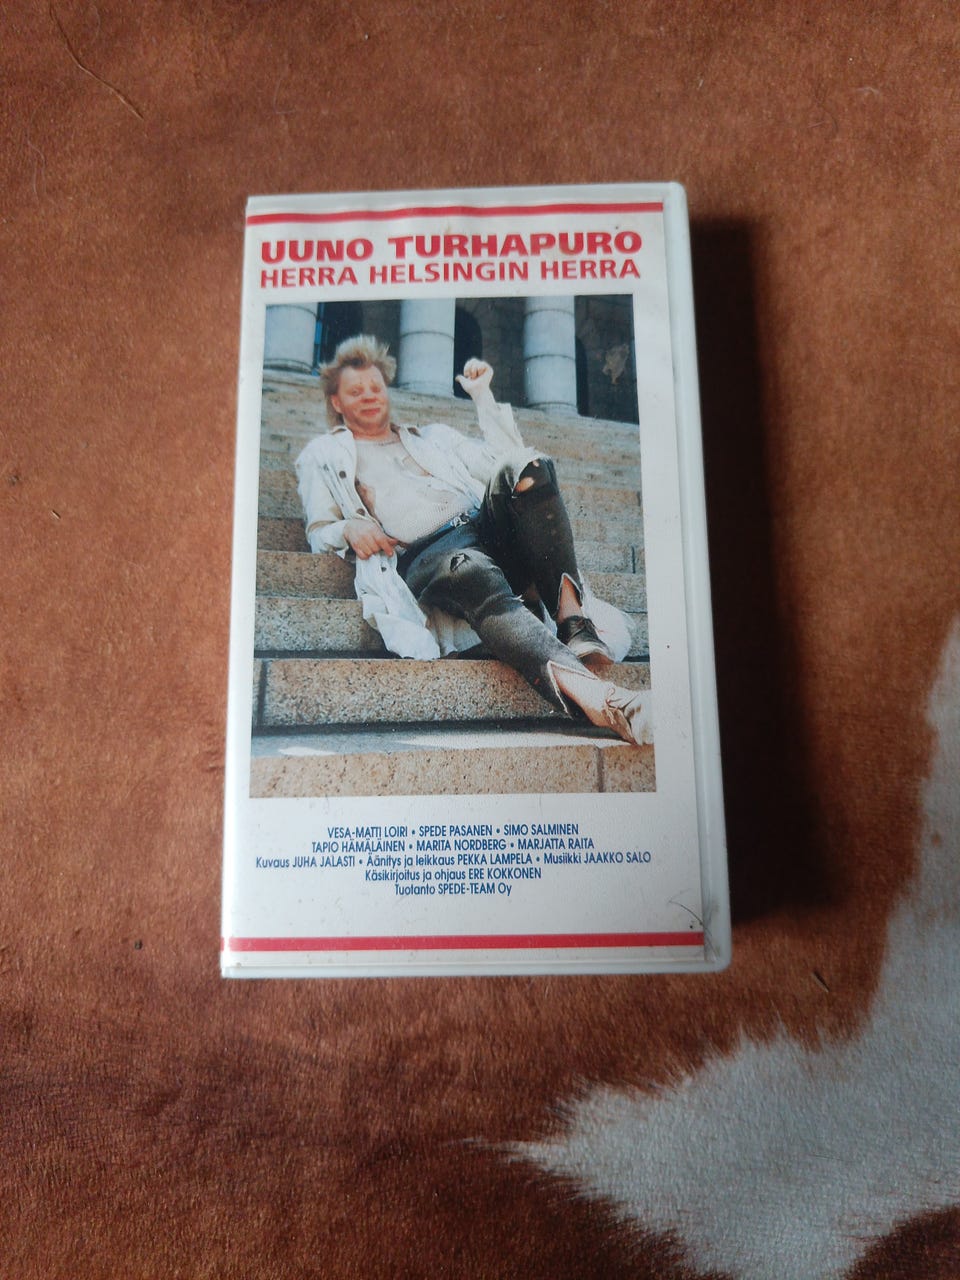 UUNO TURHAPURO
HERRA HELSINGIN HERRA
VESA-MATTI LOIRI • SPEDE PASANEN • SIMO SALMINEN
TAPIO HÄMÄLÄINEN • MARITA NORDBERG • MARJATTA RAITA
Kuvaus JUHA JALASTI • Äänitys ja leikkaus PEKKA LAMPELA • Musiikki JAAKKO SALO
Käsikirjoitus ja ohjaus ERE KOKKONEN
Tuotanto SPEDE-TEAM Oy